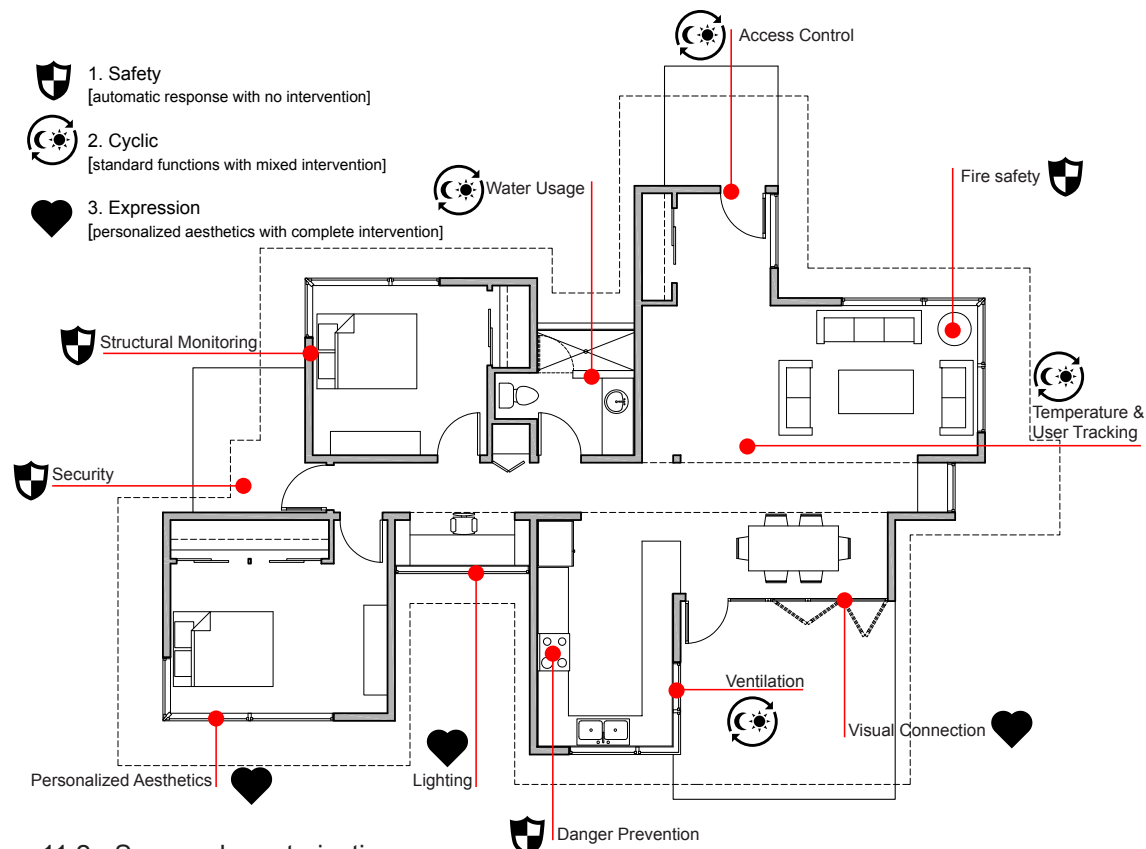 Access Control
1. Safety
[automatic response with no intervention]
2. Cyclic
[standard functions with mixed intervention]
Water Usage
Fire safety
3. Expression
[personalized aesthetics with complete intervention]
Structural Monitoring
Temperature &
User Tracking
Security
Ventilation
Visual Connection
Personalized Aesthetics
Lighting
Danger Prevention